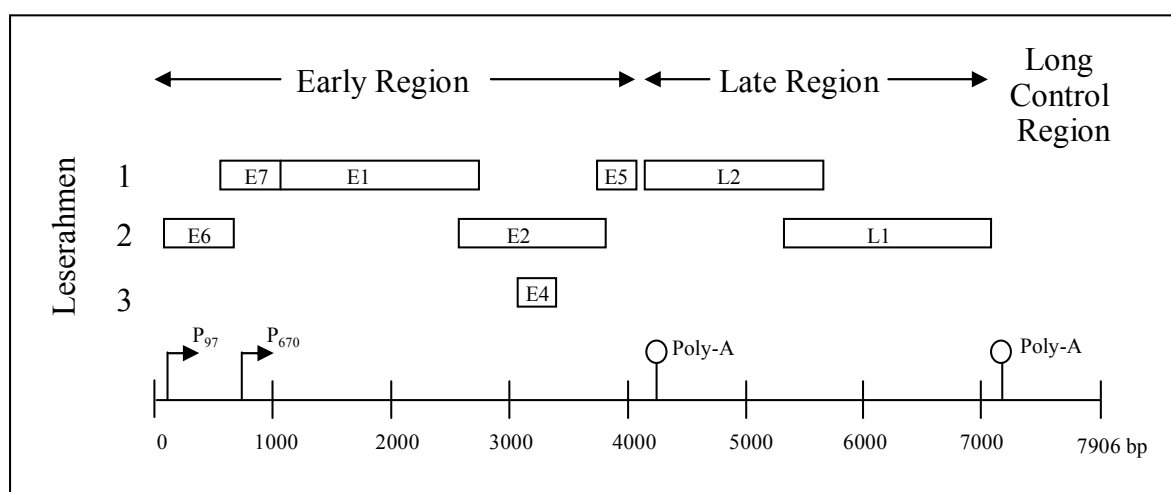 Early Region
Late Region
Long
Control
Region
Leserahmen
1
E7
E1
E5
L2
2
E6
E2
L1
3
E4
P97
P670
Poly-A
Poly-A
0
1000
2000
3000
4000
5000
6000
7000
7906 bp